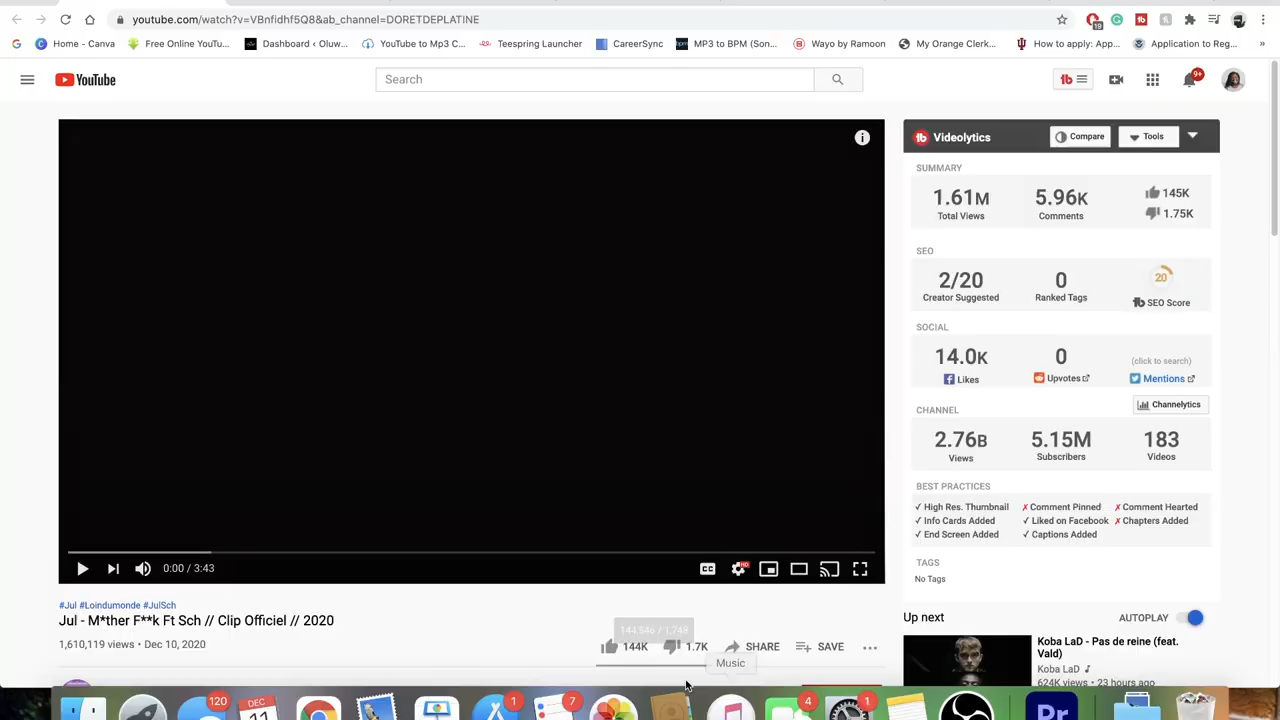 youtube.com/watch?v=VBnfidhf5Q8&ab_channel=DORETDEPLATINE
19
Home - Canva
Free Online YouTu...
Dashboard ‹ Oluw...
YouTube to Mp3 C...
Teespring Launcher
CareerSync
MP3 to BPM (Son...
Wayo by Ramoon
My Orange Clerk...
How to apply: App...
Application to Reg...
»
YouTube
Search
9+
Videolytics
Compare
Tools
SUMMARY
1.61M
Total Views
5.96K
Comments
145K
1.75K
SEO
2/20
Creator Suggested
0
Ranked Tags
20
SEO Score
SOCIAL
14.0K
Likes
0
Upvotes
(click to search)
Mentions
Channelytics
CHANNEL
2.76B
Views
5.15M
Subscribers
183
Videos
BEST PRACTICES
✓ High Res. Thumbnail ✗ Comment Pinned ✗ Comment Hearted
✓ Info Cards Added ✓ Liked on Facebook ✗ Chapters Added
✓ End Screen Added ✓ Captions Added
TAGS
No Tags
0:00 / 3:43
CC
HD
#Jul #Loindumonde #JulSch
Jul - M*ther F**k Ft Sch // Clip Officiel // 2020
1,610,119 views • Dec 10, 2020
144,546 / 1,748
144K 1.7K SHARE SAVE
Music
Up next AUTOPLAY
Koba LaD - Pas de reine (feat. Vald)
Koba LaD
624K views • 23 hours ago
120
DEC
11
1
7
4
1
Pr